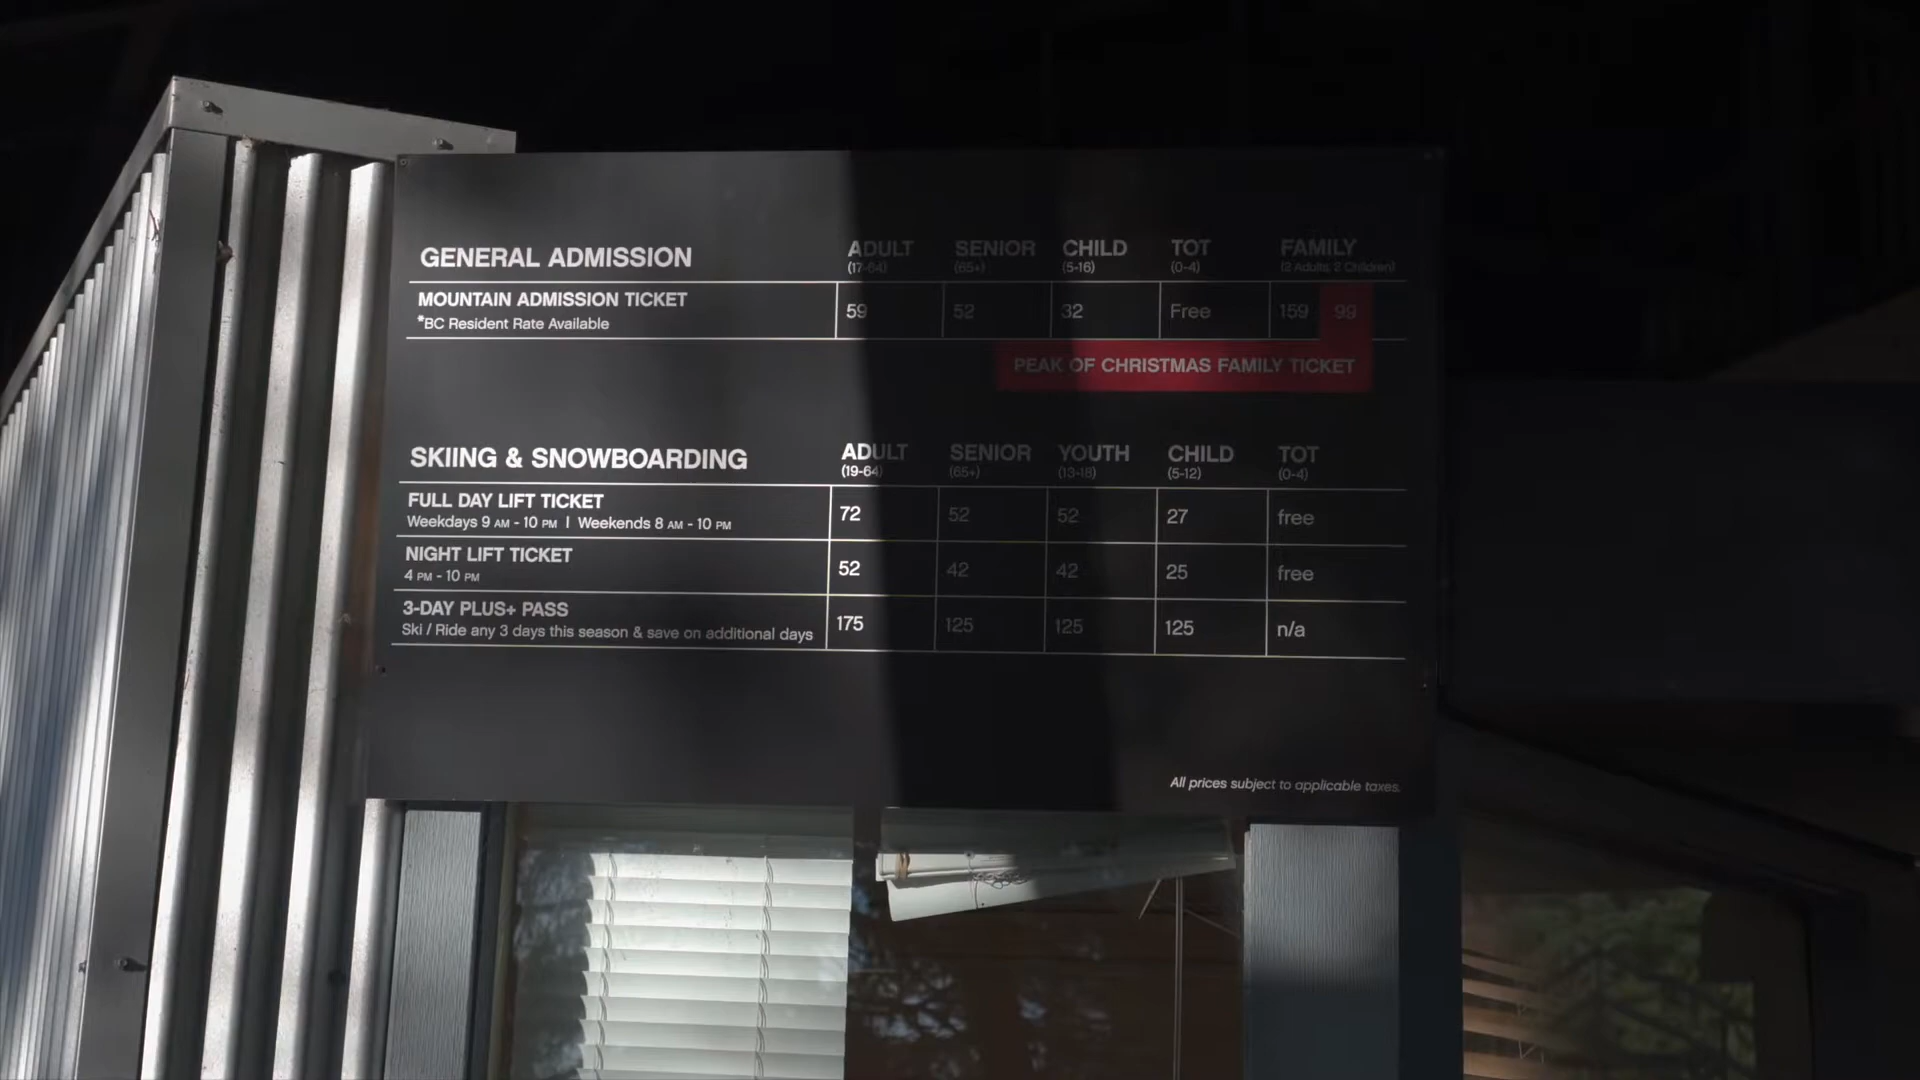 GENERAL ADMISSION ADULT SENIOR CHILD TOT FAMILY
(17-64) (65+) (5-16) (0-4) (2 Adults, 2 Children)
MOUNTAIN ADMISSION TICKET 59 52 32 Free 159 99
*BC Resident Rate Available
PEAK OF CHRISTMAS FAMILY TICKET
SKIING & SNOWBOARDING ADULT SENIOR YOUTH CHILD TOT
(19-64) (65+) (13-18) (5-12) (0-4)
FULL DAY LIFT TICKET 72 52 52 27 free
Weekdays 9 AM - 10 PM | Weekends 8 AM - 10 PM
NIGHT LIFT TICKET 52 42 42 25 free
4 PM - 10 PM
3-DAY PLUS+ PASS 175 125 125 125 n/a
Ski / Ride any 3 days this season & save on additional days
All prices subject to applicable taxes.